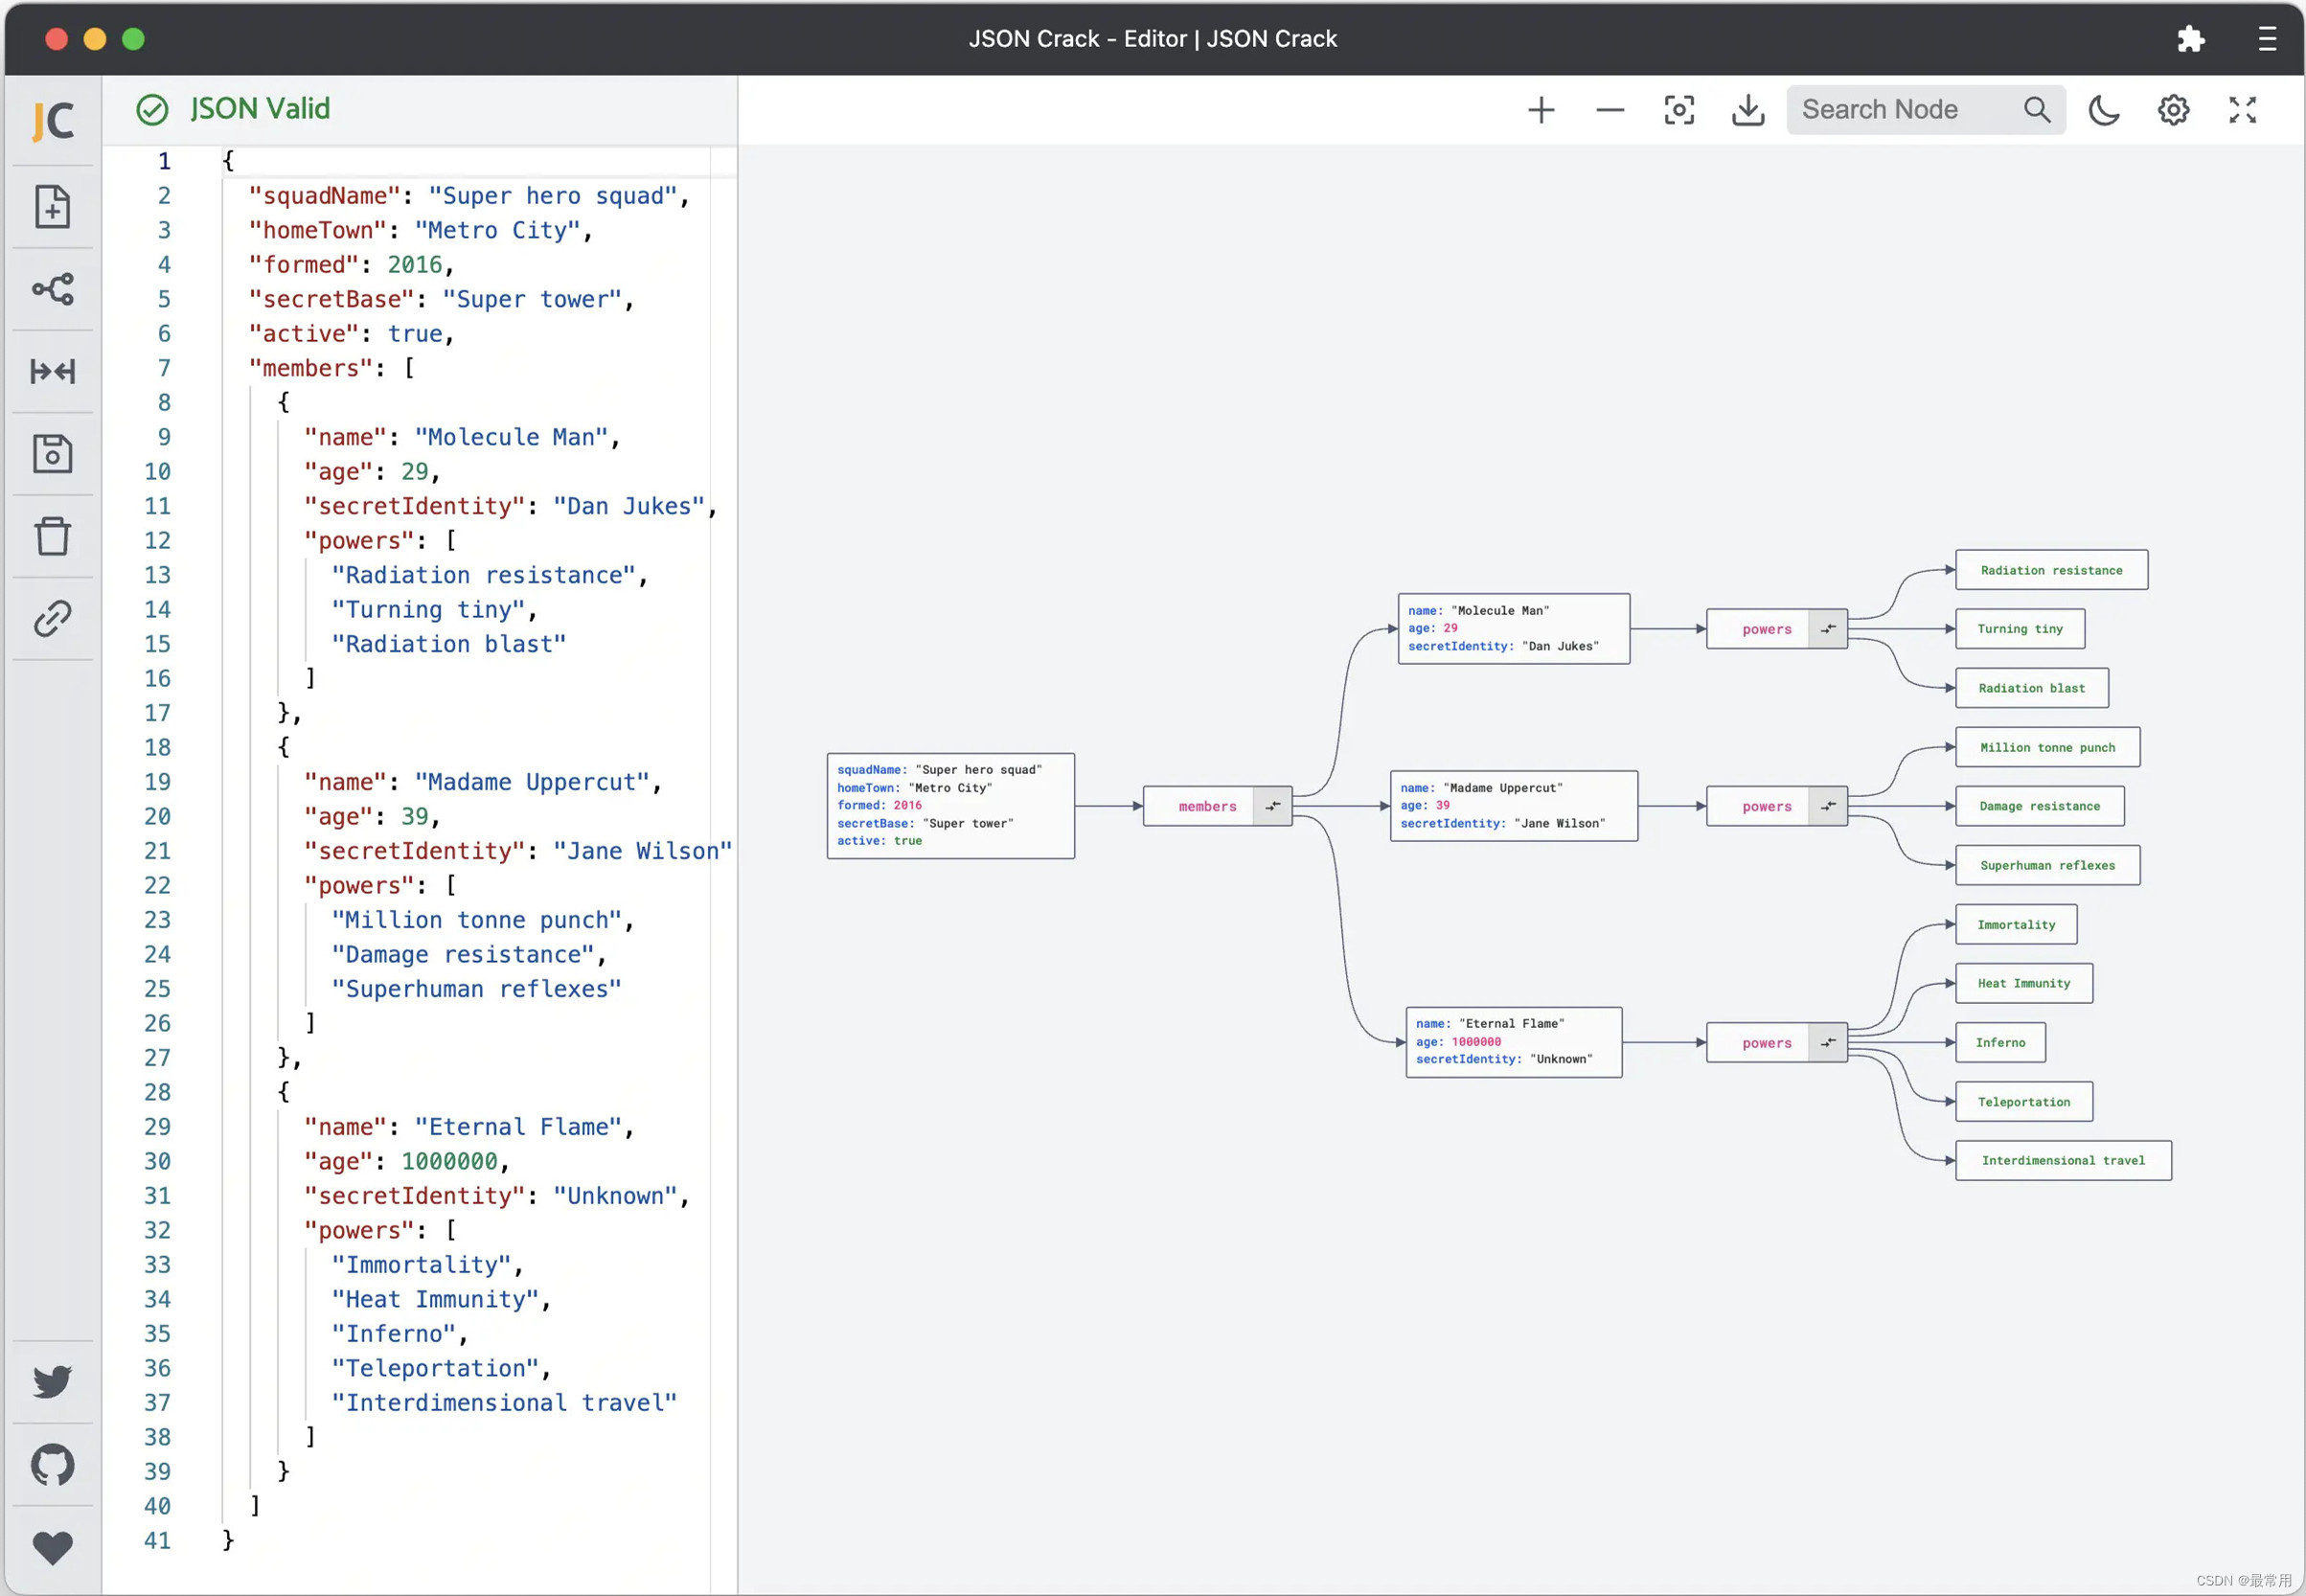 JSON Crack - Editor | JSON Crack
JC
JSON Valid
Search Node
1 {
2 "squadName": "Super hero squad",
3 "homeTown": "Metro City",
4 "formed": 2016,
5 "secretBase": "Super tower",
6 "active": true,
7 "members": [
8 {
9 "name": "Molecule Man",
10 "age": 29,
11 "secretIdentity": "Dan Jukes",
12 "powers": [
13 "Radiation resistance",
14 "Turning tiny",
15 "Radiation blast"
16 ]
17 },
18 {
19 "name": "Madame Uppercut",
20 "age": 39,
21 "secretIdentity": "Jane Wilson"
22 "powers": [
23 "Million tonne punch",
24 "Damage resistance",
25 "Superhuman reflexes"
26 ]
27 },
28 {
29 "name": "Eternal Flame",
30 "age": 1000000,
31 "secretIdentity": "Unknown",
32 "powers": [
33 "Immortality",
34 "Heat Immunity",
35 "Inferno",
36 "Teleportation",
37 "Interdimensional travel"
38 ]
39 }
40 ]
41 }
squadName: "Super hero squad"
homeTown: "Metro City"
formed: 2016
secretBase: "Super tower"
active: true
members
name: "Molecule Man"
age: 29
secretIdentity: "Dan Jukes"
powers
Radiation resistance
Turning tiny
Radiation blast
name: "Madame Uppercut"
age: 39
secretIdentity: "Jane Wilson"
powers
Million tonne punch
Damage resistance
Superhuman reflexes
name: "Eternal Flame"
age: 1000000
secretIdentity: "Unknown"
powers
Immortality
Heat Immunity
Inferno
Teleportation
Interdimensional travel
CSDN @最常用